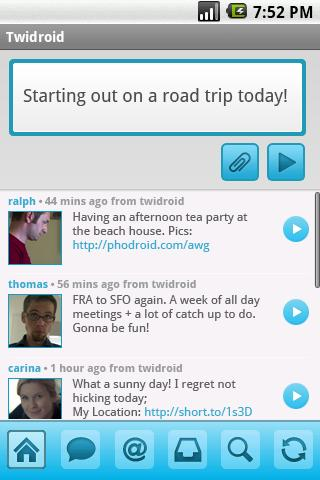 7:52 PM
Twidroid
Starting out on a road trip today!
ralph • 44 mins ago from twidroid
Having an afternoon tea party at
the beach house. Pics:
http://phodroid.com/awg
thomas • 56 mins ago from twidroid
FRA to SFO again. A week of all day
meetings + a lot of catch up to do.
Gonna be fun!
carina • 1 hour ago from twidroid
What a sunny day! I regret not
hicking today;
My Location: http://short.to/1s3D
@